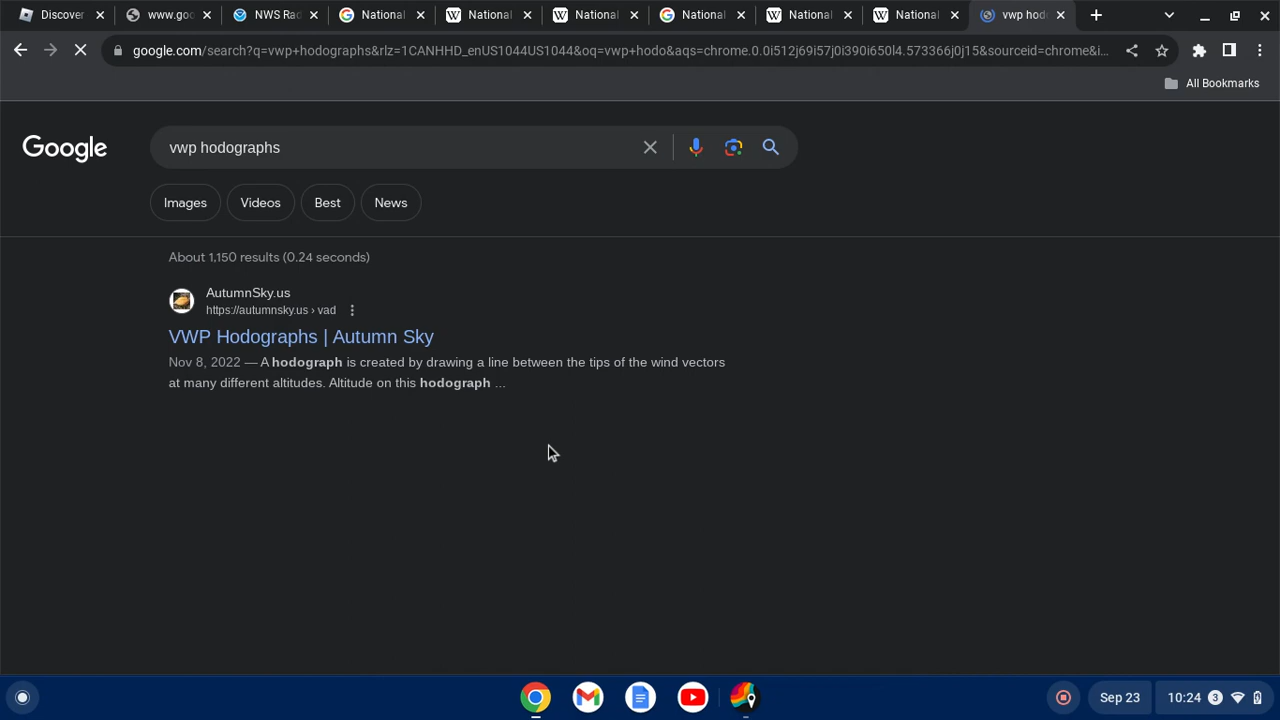 Discover
www.goo
NWS Rad
National
National
National
National
National
National
vwp hod
google.com/search?q=vwp+hodographs&rlz=1CANHHD_enUS1044US1044&oq=vwp+hodo&aqs=chrome.0.0i512j69i57j0i390i650l4.573366j0j15&sourceid=chrome&i...
All Bookmarks
Google
vwp hodographs
Images
Videos
Best
News
About 1,150 results (0.24 seconds)
AutumnSky.us
https://autumnsky.us › vad
VWP Hodographs | Autumn Sky
Nov 8, 2022 — A hodograph is created by drawing a line between the tips of the wind vectors
at many different altitudes. Altitude on this hodograph ...
Sep 23
10:24
3